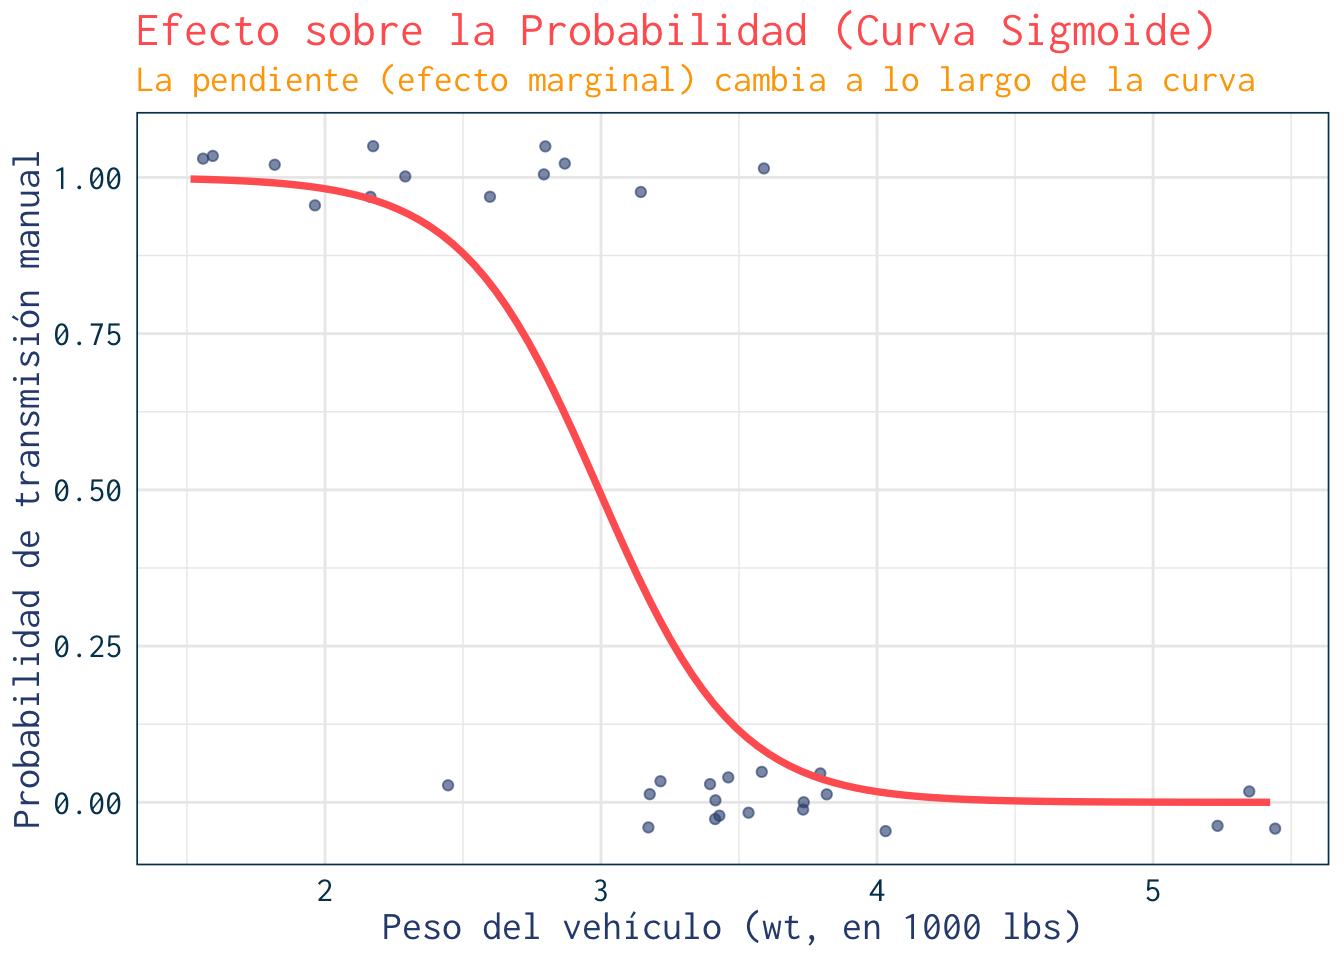 Efecto sobre la Probabilidad (Curva Sigmoide)
La pendiente (efecto marginal) cambia a lo largo de la curva
Probabilidad de transmisión manual
1.00
0.75
0.50
0.25
0.00
2 3 4 5
Peso del vehículo (wt, en 1000 lbs)